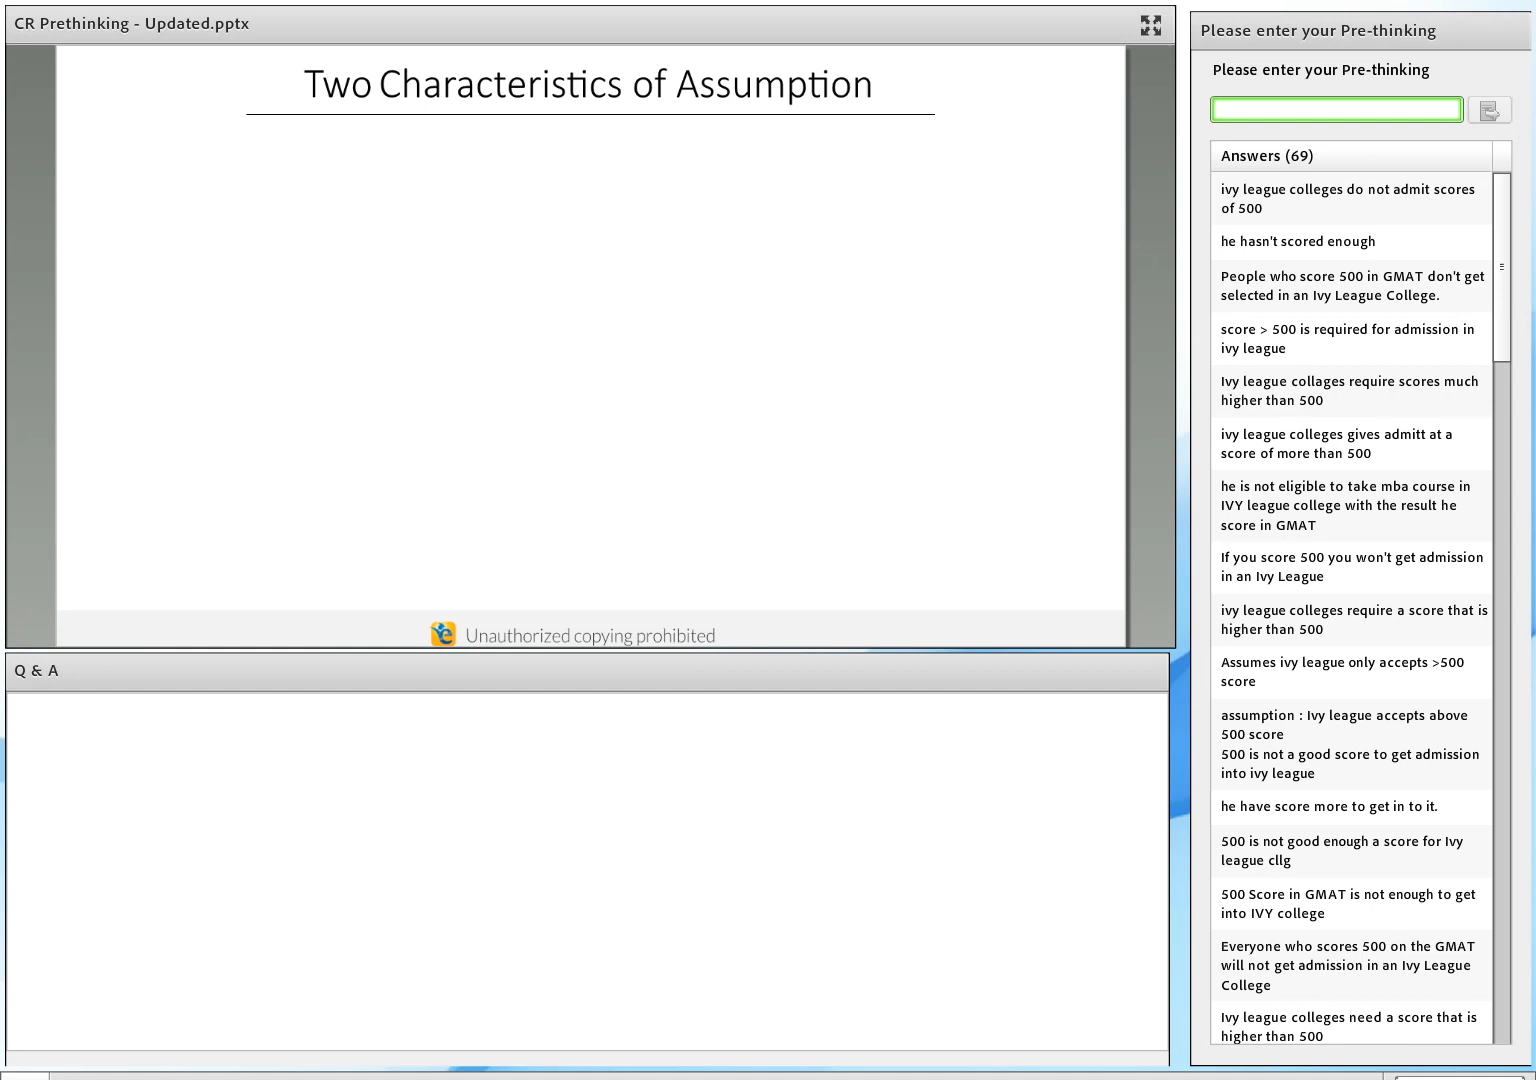 CR Prethinking - Updated.pptx
Two Characteristics of Assumption
Unauthorized copying prohibited
Q & A
Please enter your Pre-thinking
Please enter your Pre-thinking
Answers (69)
ivy league colleges do not admit scores
of 500
he hasn't scored enough
People who score 500 in GMAT don't get
selected in an Ivy League College.
score > 500 is required for admission in
ivy league
Ivy league collages require scores much
higher than 500
ivy league colleges gives admitt at a
score of more than 500
he is not eligible to take mba course in
IVY league college with the result he
score in GMAT
If you score 500 you won't get admission
in an Ivy League
ivy league colleges require a score that is
higher than 500
Assumes ivy league only accepts >500
score
assumption : Ivy league accepts above
500 score
500 is not a good score to get admission
into ivy league
he have score more to get in to it.
500 is not good enough a score for Ivy
league cllg
500 Score in GMAT is not enough to get
into IVY college
Everyone who scores 500 on the GMAT
will not get admission in an Ivy League
College
Ivy league colleges need a score that is
higher than 500